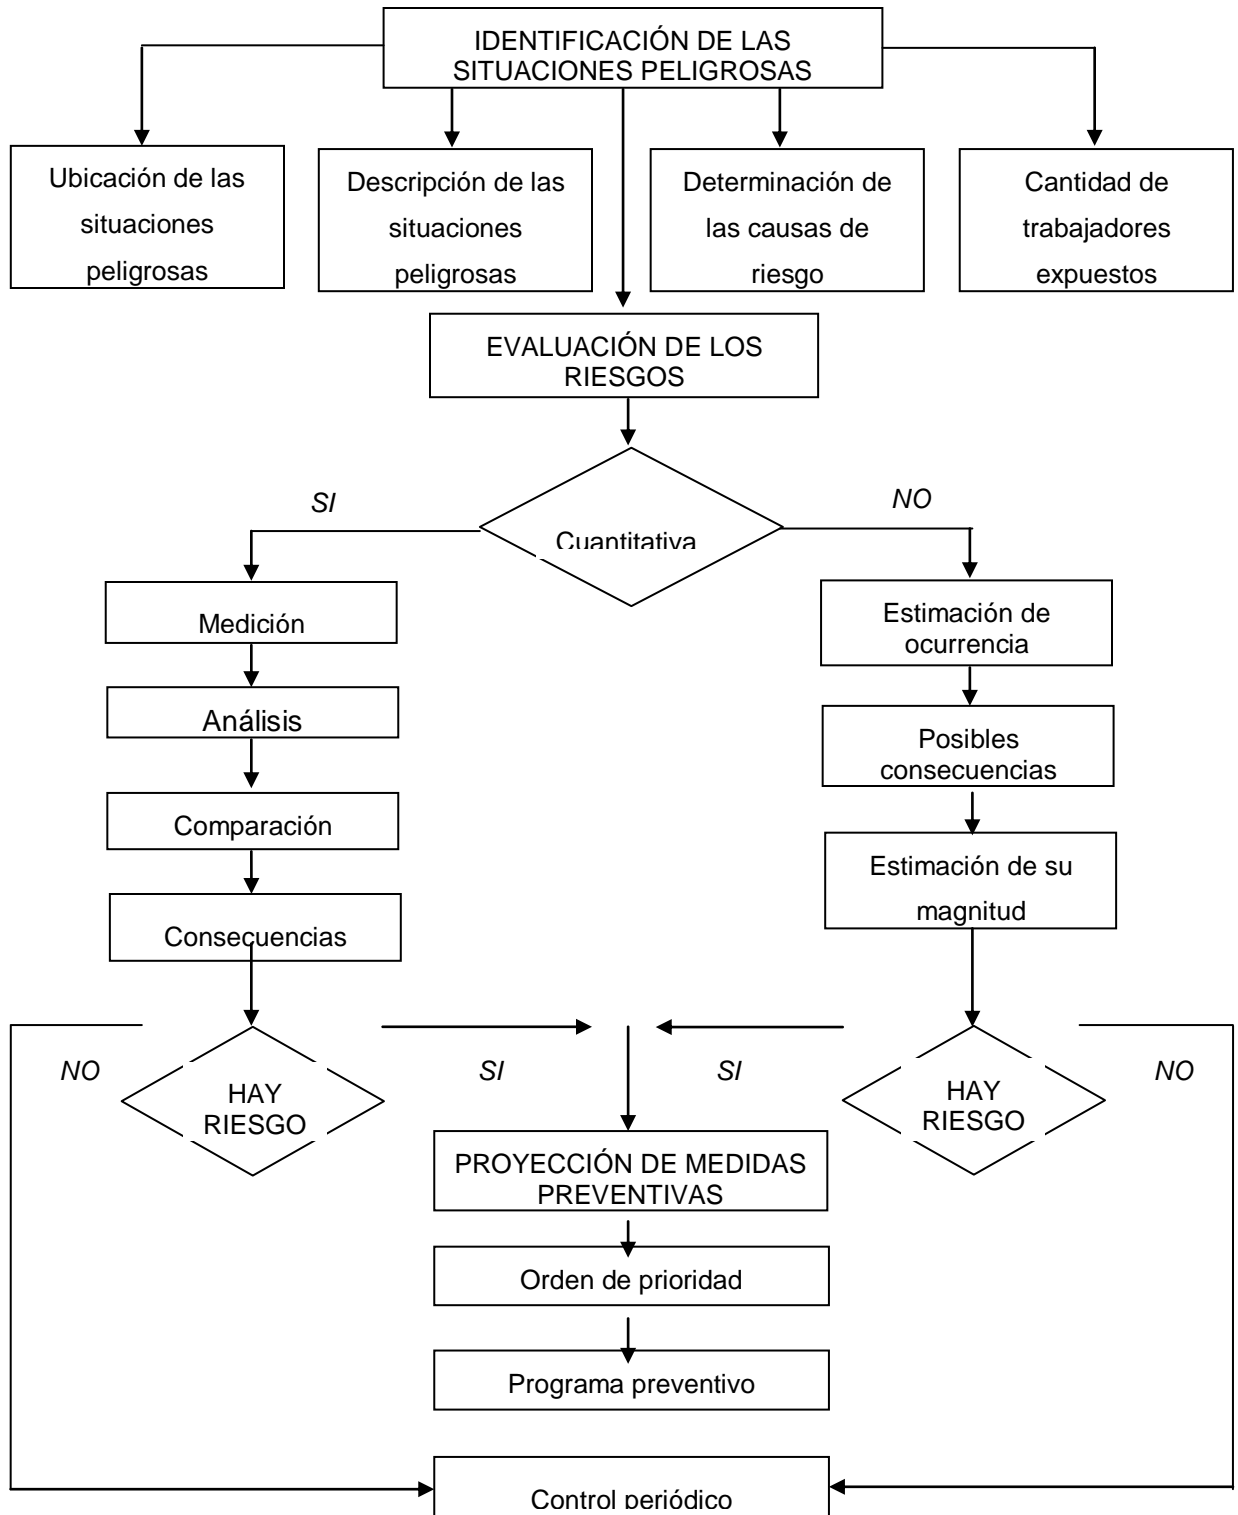 IDENTIFICACIÓN DE LAS
SITUACIONES PELIGROSAS
Ubicación de las
situaciones
peligrosas
Descripción de las
situaciones
peligrosas
Determinación de
las causas de
riesgo
Cantidad de
trabajadores
expuestos
EVALUACIÓN DE LOS
RIESGOS
SI
NO
Cuantitativa
Medición
Análisis
Comparación
Consecuencias
Estimación de
ocurrencia
Posibles
consecuencias
Estimación de su
magnitud
NO
HAY
RIESGO
SI
SI
HAY
RIESGO
NO
PROYECCIÓN DE MEDIDAS
PREVENTIVAS
Orden de prioridad
Programa preventivo
Control periódico